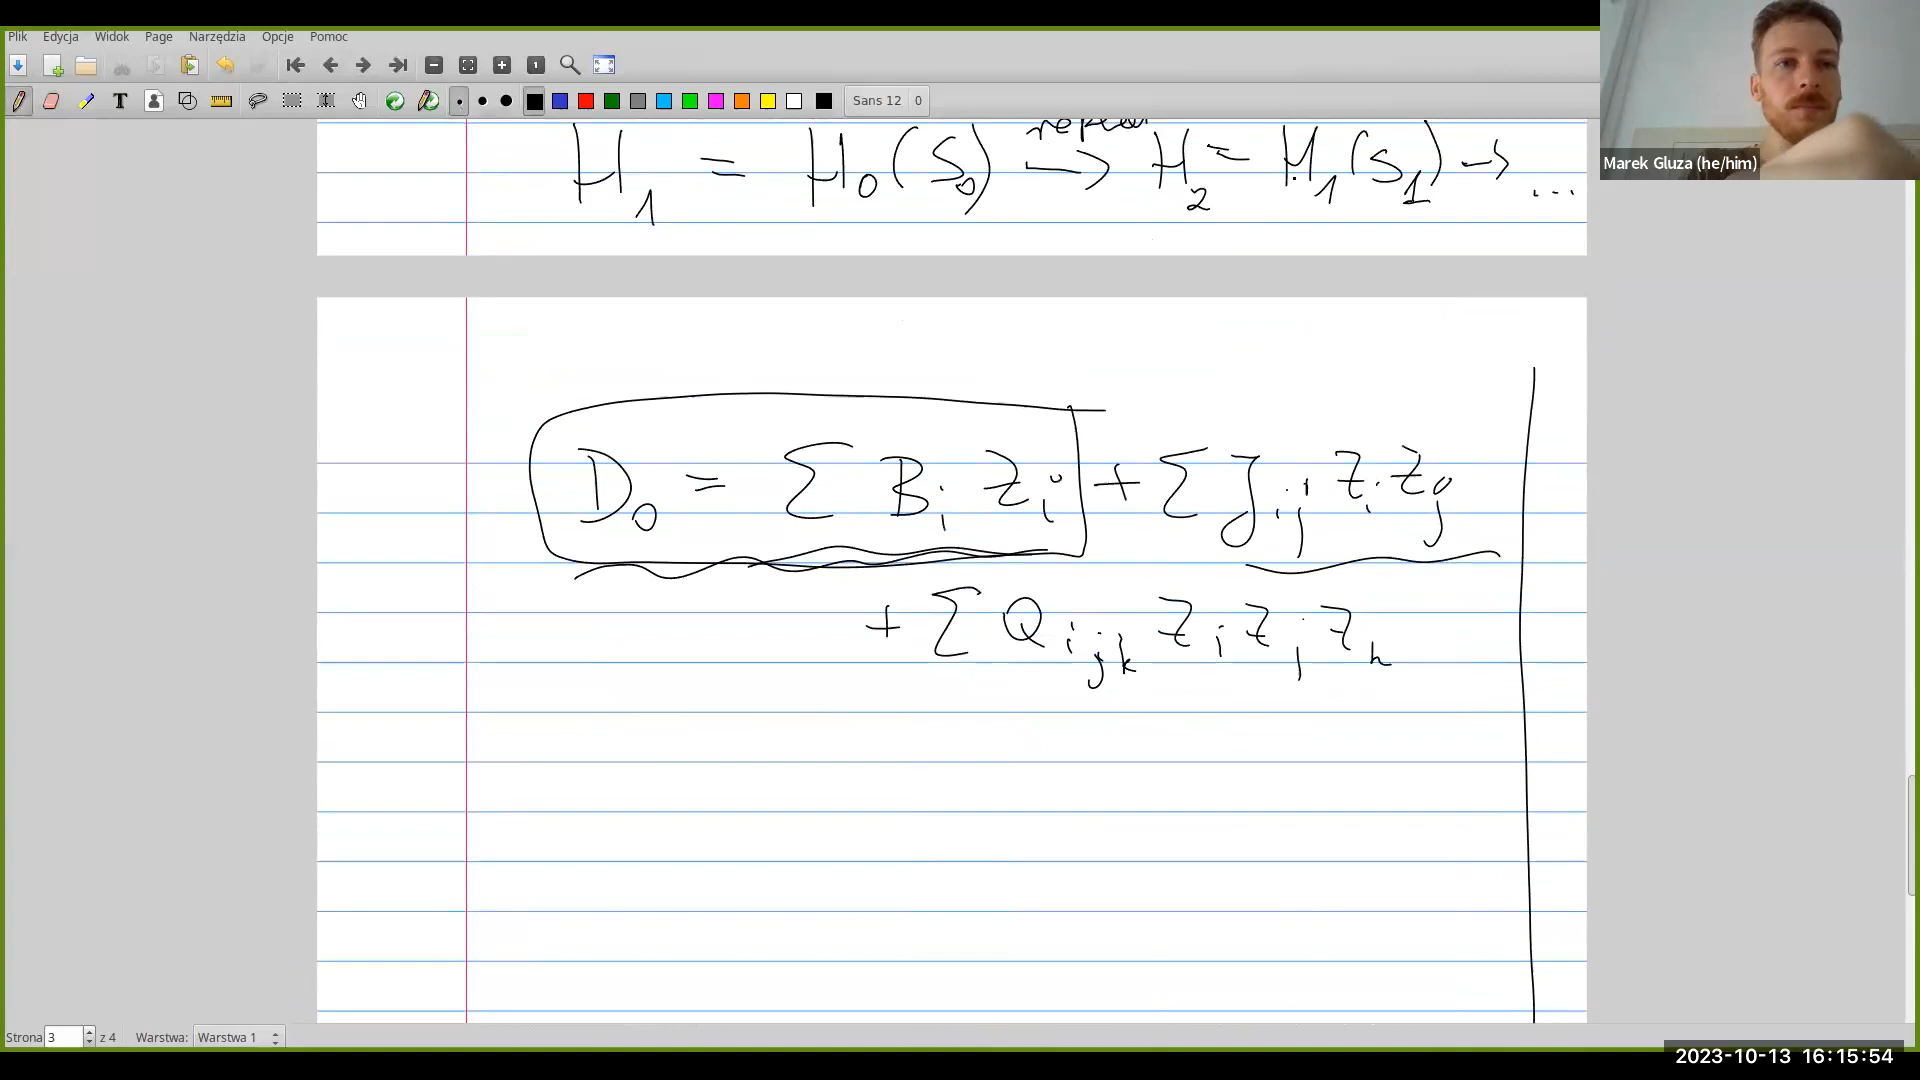 Plik Edycja Widok Page Narzędzia Opcje Pomoc
Sans 12 0
Marek Gluza (he/him)
H₁ = H₀(S₀) → H₂ = H₁(S₁) → ...
D₀ = Σ Bᵢ Zᵢ + Σ Jᵢⱼ Zᵢ Zⱼ
+ Σ Qᵢⱼₖ Zᵢ Zⱼ Zₖ
Strona 3 z 4 Warstwa: Warstwa 1
2023-10-13 16:15:54